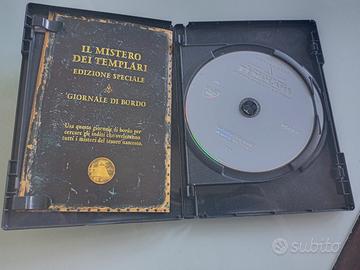 IL MISTERO
DEI TEMPLARI
EDIZIONE SPECIALE
GIORNALE DI BORDO
Usa questo giornale di bordo per
cercare gli indizi che sveleranno
tutti i misteri del tesoro nascosto.
subito